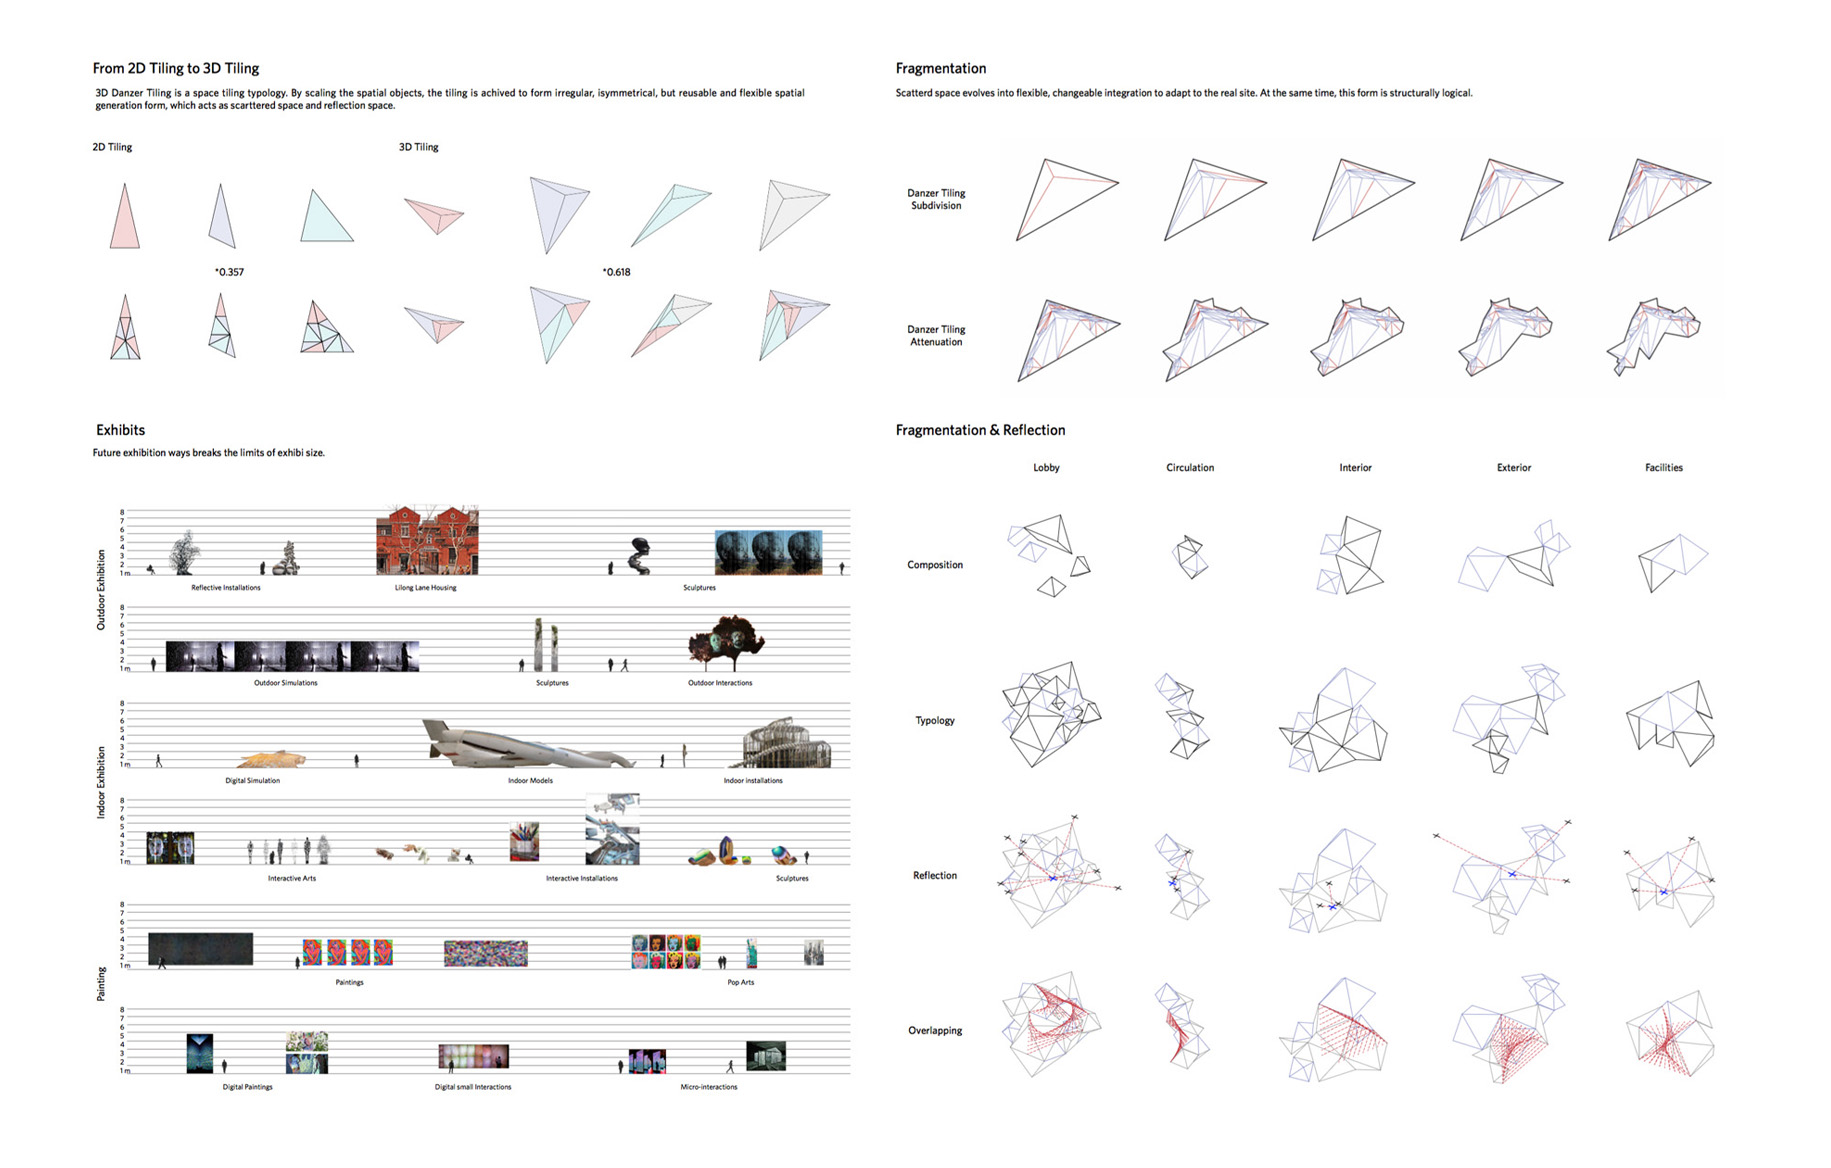 From 2D Tiling to 3D Tiling
3D Danzer Tiling is a space tiling typology. By scaling the spatial objects, the tiling is achived to form irregular, isymmetrical, but reusable and flexible spatial
generation form, which acts as scarttered space and reflection space.
2D Tiling
3D Tiling
*0.357
*0.618
Fragmentation
Scatterd space evolves into flexible, changeable integration to adapt to the real site. At the same time, this form is structurally logical.
Danzer Tiling
Subdivision
Danzer Tiling
Attenuation
Exhibits
Future exhibition ways breaks the limits of exhibi size.
Outdoor Exhibition
8
7
6
5
4
3
2
1m
Reflective Installations
Lilong Lane Housing
Sculptures
8
7
6
5
4
3
2
1m
Outdoor Simulations
Sculptures
Outdoor Interactions
Indoor Exhibition
8
7
6
5
4
3
2
1m
Digital Simulation
Indoor Models
Indoor installations
8
7
6
5
4
3
2
1m
Interactive Arts
Interactive Installations
Sculptures
Painting
8
7
6
5
4
3
2
1m
Paintings
Pop Arts
8
7
6
5
4
3
2
1m
Digital Paintings
Digital small Interactions
Micro-interactions
Fragmentation & Reflection
Lobby
Circulation
Interior
Exterior
Facilities
Composition
Typology
Reflection
Overlapping